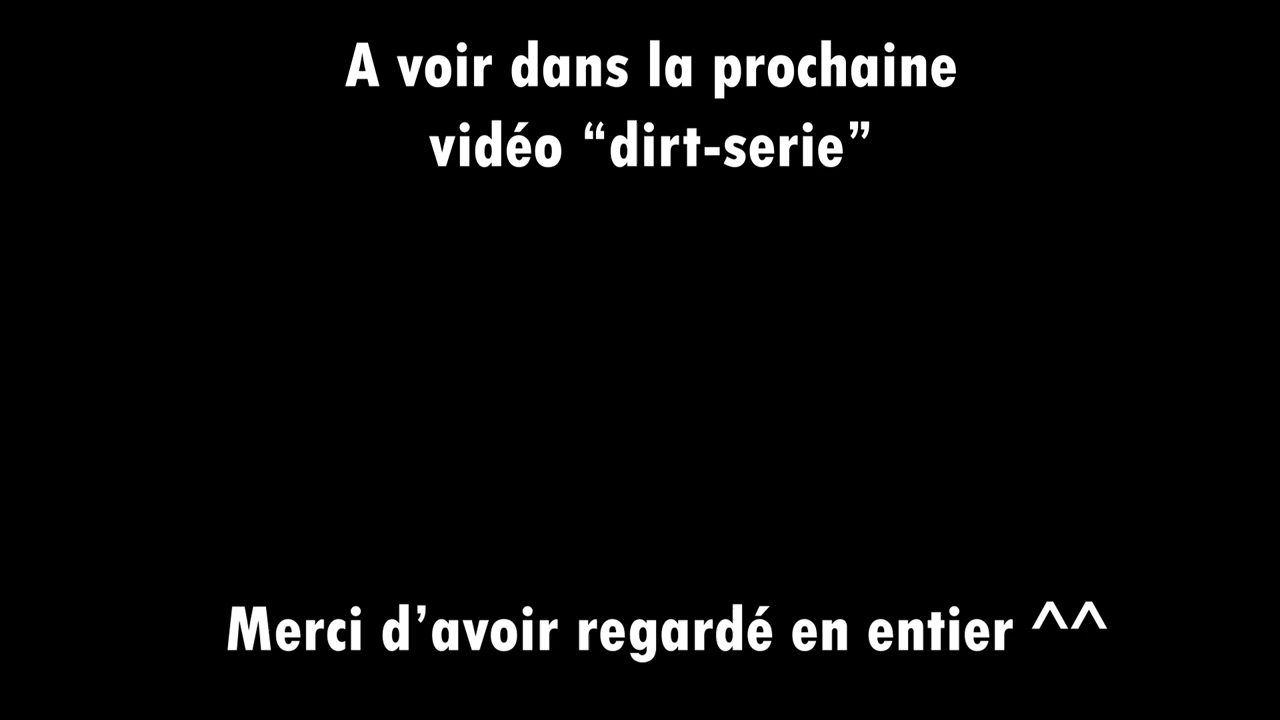 A voir dans la prochaine
vidéo “dirt-serie”
Merci d’avoir regardé en entier ^^